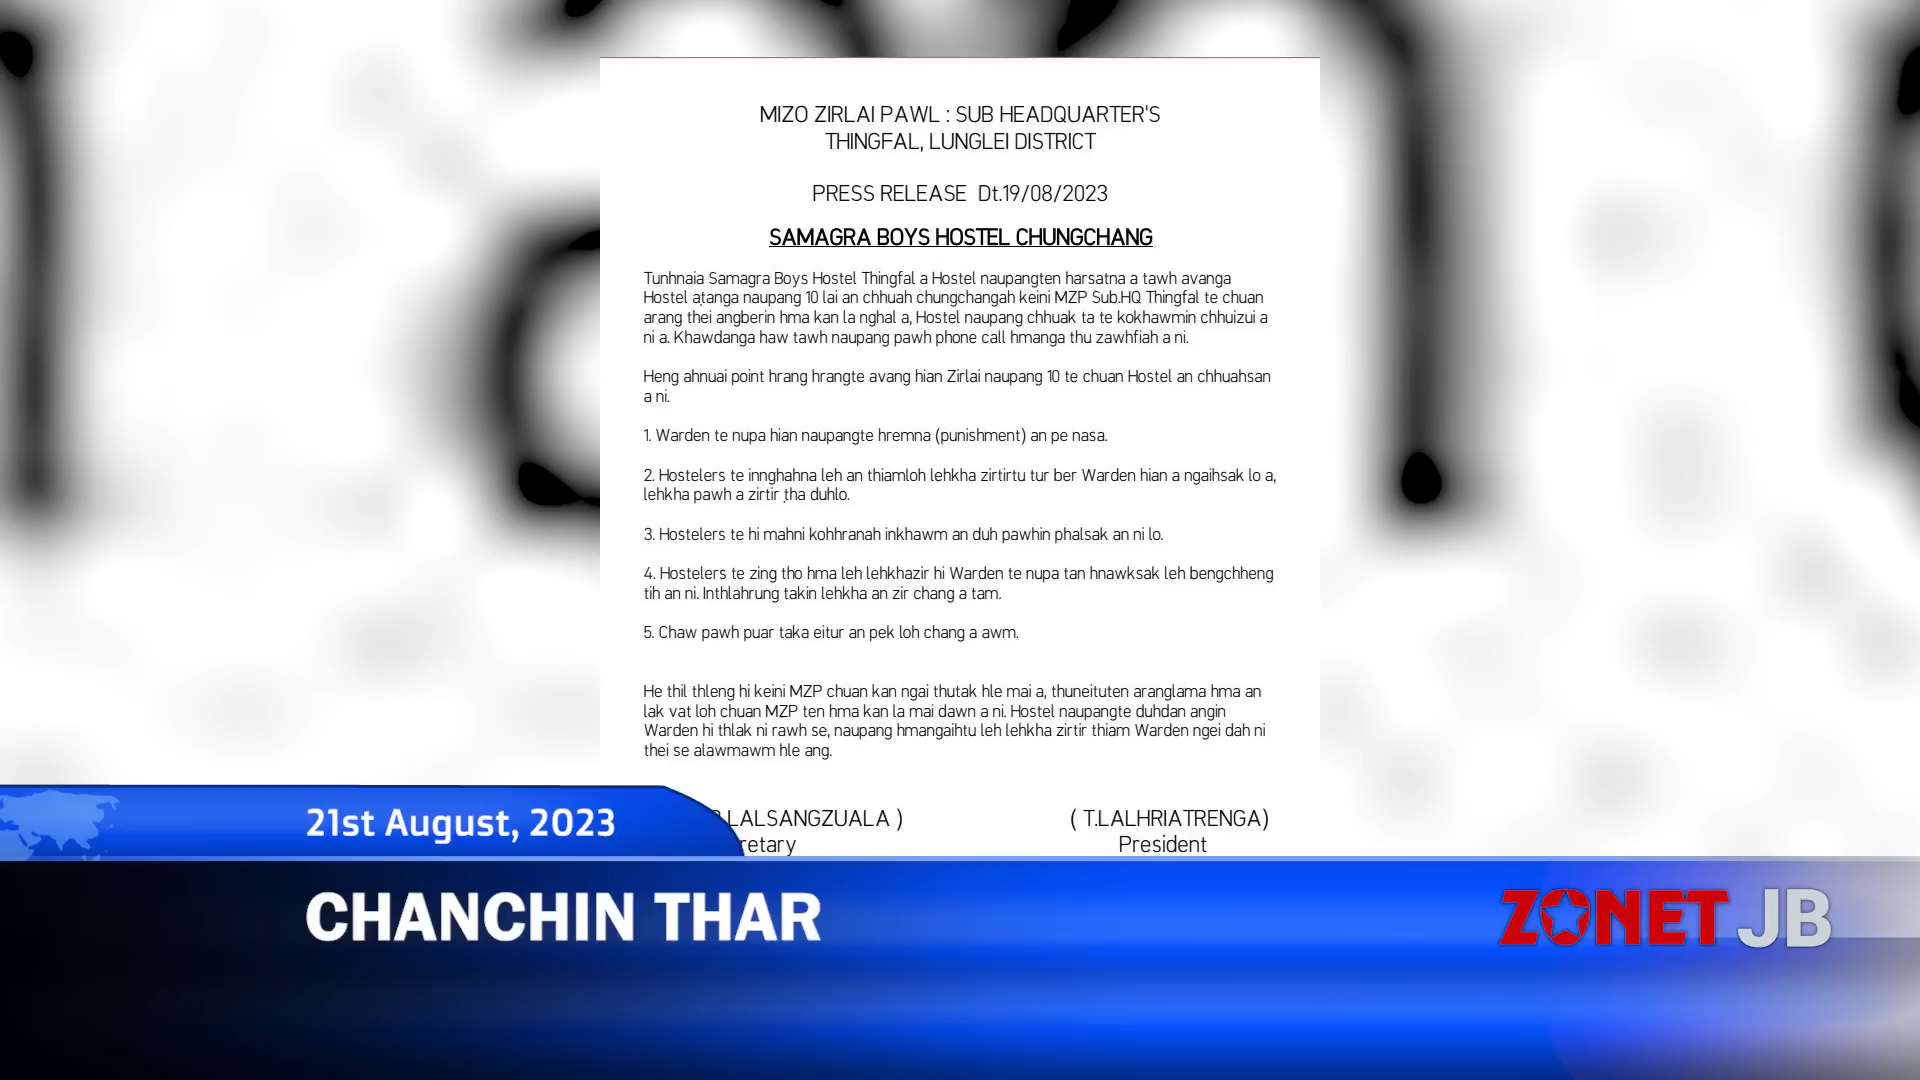 MIZO ZIRLAI PAWL : SUB HEADQUARTER'S
THINGFAL, LUNGLEI DISTRICT
PRESS RELEASE Dt.19/08/2023
SAMAGRA BOYS HOSTEL CHUNGCHANG
Tunhnaia Samagra Boys Hostel Thingfal a Hostel naupangten harsatna a tawh avanga
Hostel aṭanga naupang 10 lai an chhuah chungchangah keini MZP Sub.HQ Thingfal te chuan
arang thei angberin hma kan la nghal a, Hostel naupang chhuak ta te kokhawmin chhuizui a
ni a. Khawdanga haw tawh naupang pawh phone call hmanga thu zawhfiah a ni.
Heng ahnuai point hrang hrangte avang hian Zirlai naupang 10 te chuan Hostel an chhuahsan
a ni.
1. Warden te nupa hian naupangte hremna (punishment) an pe nasa.
2. Hostelers te innghahna leh an thiamloh lehkha zirtirtu tur ber Warden hian a ngaihsak lo a,
lehkha pawh a zirtir ṭha duhlo.
3. Hostelers te hi mahni kohhranah inkhawm an duh pawhin phalsak an ni lo.
4. Hostelers te zing tho hma leh lehkhazir hi Warden te nupa tan hnawksak leh bengchheng
tih an ni. Inthlahrung takin lehkha an zir chang a tam.
5. Chaw pawh puar taka eitur an pek loh chang a awm.
He thil thleng hi keini MZP chuan kan ngai thutak hle mai a, thuneituten aranglama hma an
lak vat loh chuan MZP ten hma kan la mai dawn a ni. Hostel naupangte duhdan angin
Warden hi thlak ni rawh se, naupang hmangaihtu leh lehkha zirtir thiam Warden ngei dah ni
thei se alawmawm hle ang.
LALSANGZUALA ) ( T.LALHRIATRENGA)
retary President
21st August, 2023
CHANCHIN THAR
ZONET JB